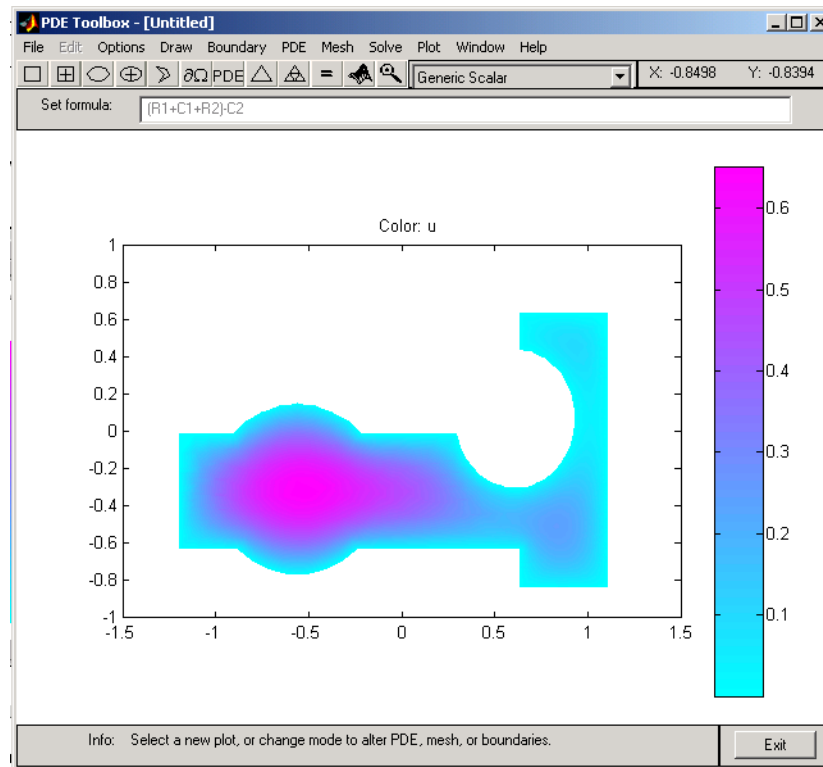 PDE Toolbox - [Untitled]
File Edit Options Draw Boundary PDE Mesh Solve Plot Window Help
∂Ω PDE = Generic Scalar X: -0.8498 Y: -0.8394
Set formula: (R1+C1+R2)-C2
Color: u
1
0.8
0.6
0.4
0.2
0
-0.2
-0.4
-0.6
-0.8
-1
-1.5 -1 -0.5 0 0.5 1 1.5
0.6
0.5
0.4
0.3
0.2
0.1
Info: Select a new plot, or change mode to alter PDE, mesh, or boundaries.
Exit